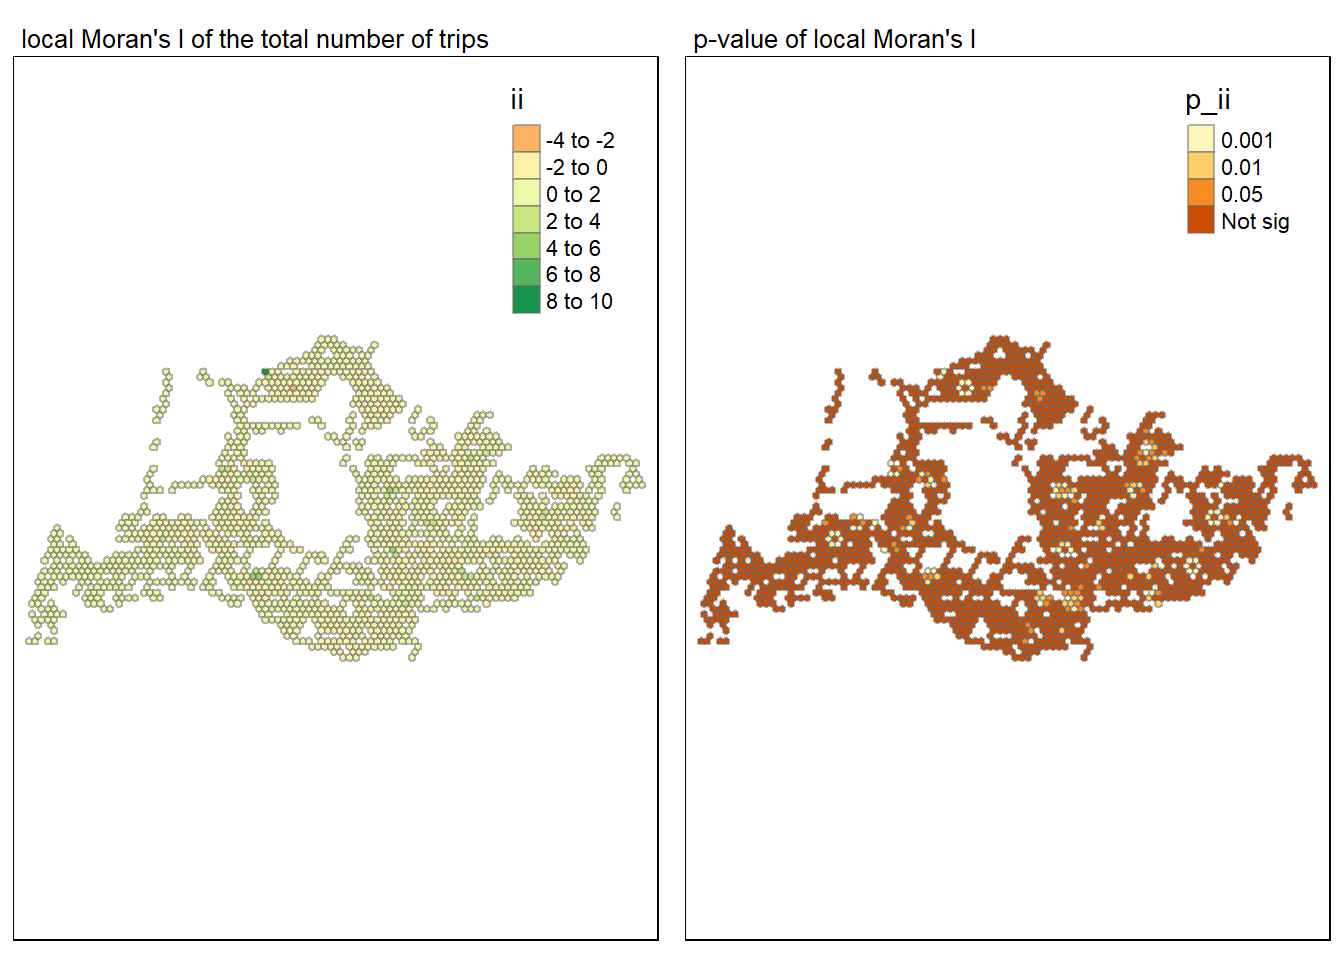 local Moran's I of the total number of trips
ii
-4 to -2
-2 to 0
0 to 2
2 to 4
4 to 6
6 to 8
8 to 10
p-value of local Moran's I
p_ii
0.001
0.01
0.05
Not sig